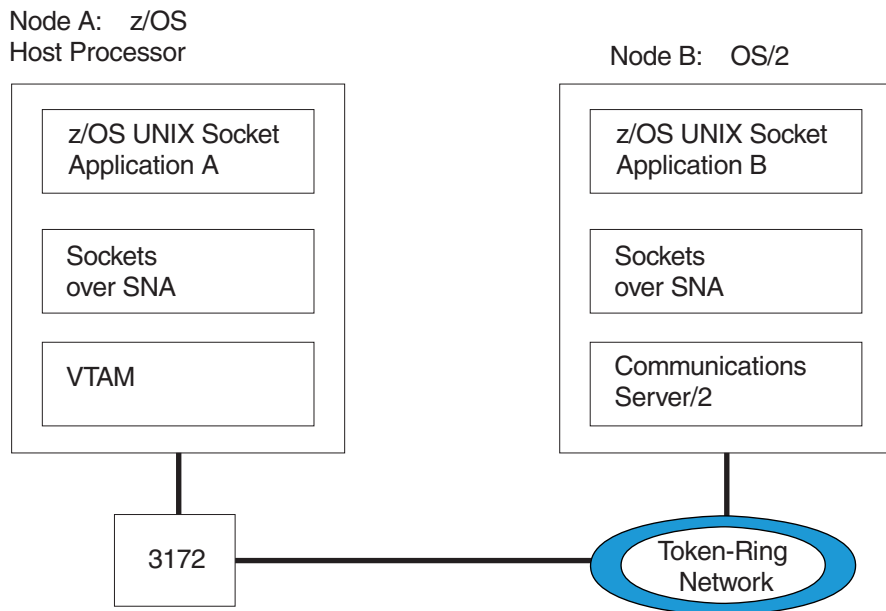 Node A: z/OS
Host Processor
z/OS UNIX Socket
Application A
Sockets
over SNA
VTAM
3172
Node B: OS/2
z/OS UNIX Socket
Application B
Sockets
over SNA
Communications
Server/2
Token-Ring
Network